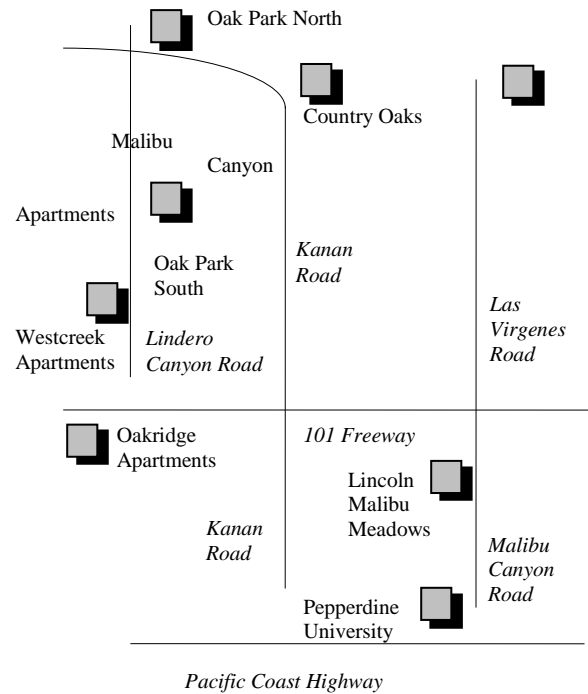 Oak Park North
Country Oaks
Malibu
Canyon
Apartments
Oak Park
South
Kanan
Road
Westcreek
Apartments
Lindero
Canyon Road
Las
Virgenes
Road
Oakridge
Apartments
101 Freeway
Lincoln
Malibu
Meadows
Kanan
Road
Malibu
Canyon
Road
Pepperdine
University
Pacific Coast Highway